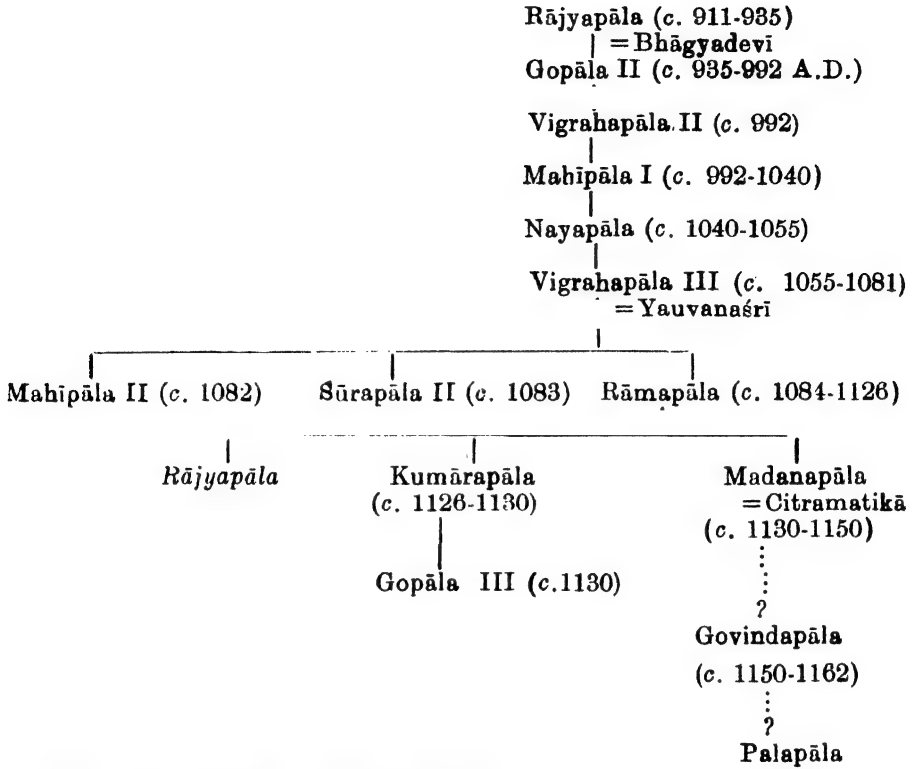 Rājyapāla (c. 911-935)
=Bhāgyadevī
Gopāla II (c. 935-992 A.D.)
Vigrahapāla II (c. 992)
Mahīpāla I (c. 992-1040)
Nayapāla (c. 1040-1055)
Vigrahapāla III (c. 1055-1081)
=Yauvanaśrī
Mahīpāla II (c. 1082) Śūrapāla II (c. 1083) Rāmapāla (c. 1084-1126)
Rājyapāla Kumārapāla Madanapāla
=Citramatikā
(c. 1126-1130) (c. 1130-1150)
Gopāla III (c.1130)
?
Govindapāla
(c. 1150-1162)
?
Palapāla